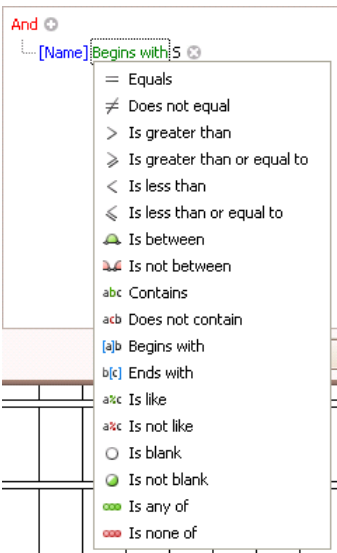 And
[Name] Begins with S
= Equals
≠ Does not equal
> Is greater than
⩾ Is greater than or equal to
< Is less than
⩽ Is less than or equal to
Is between
Is not between
abc Contains
acb Does not contain
[a]b Begins with
b[c] Ends with
a%c Is like
a%c Is not like
Is blank
Is not blank
Is any of
Is none of